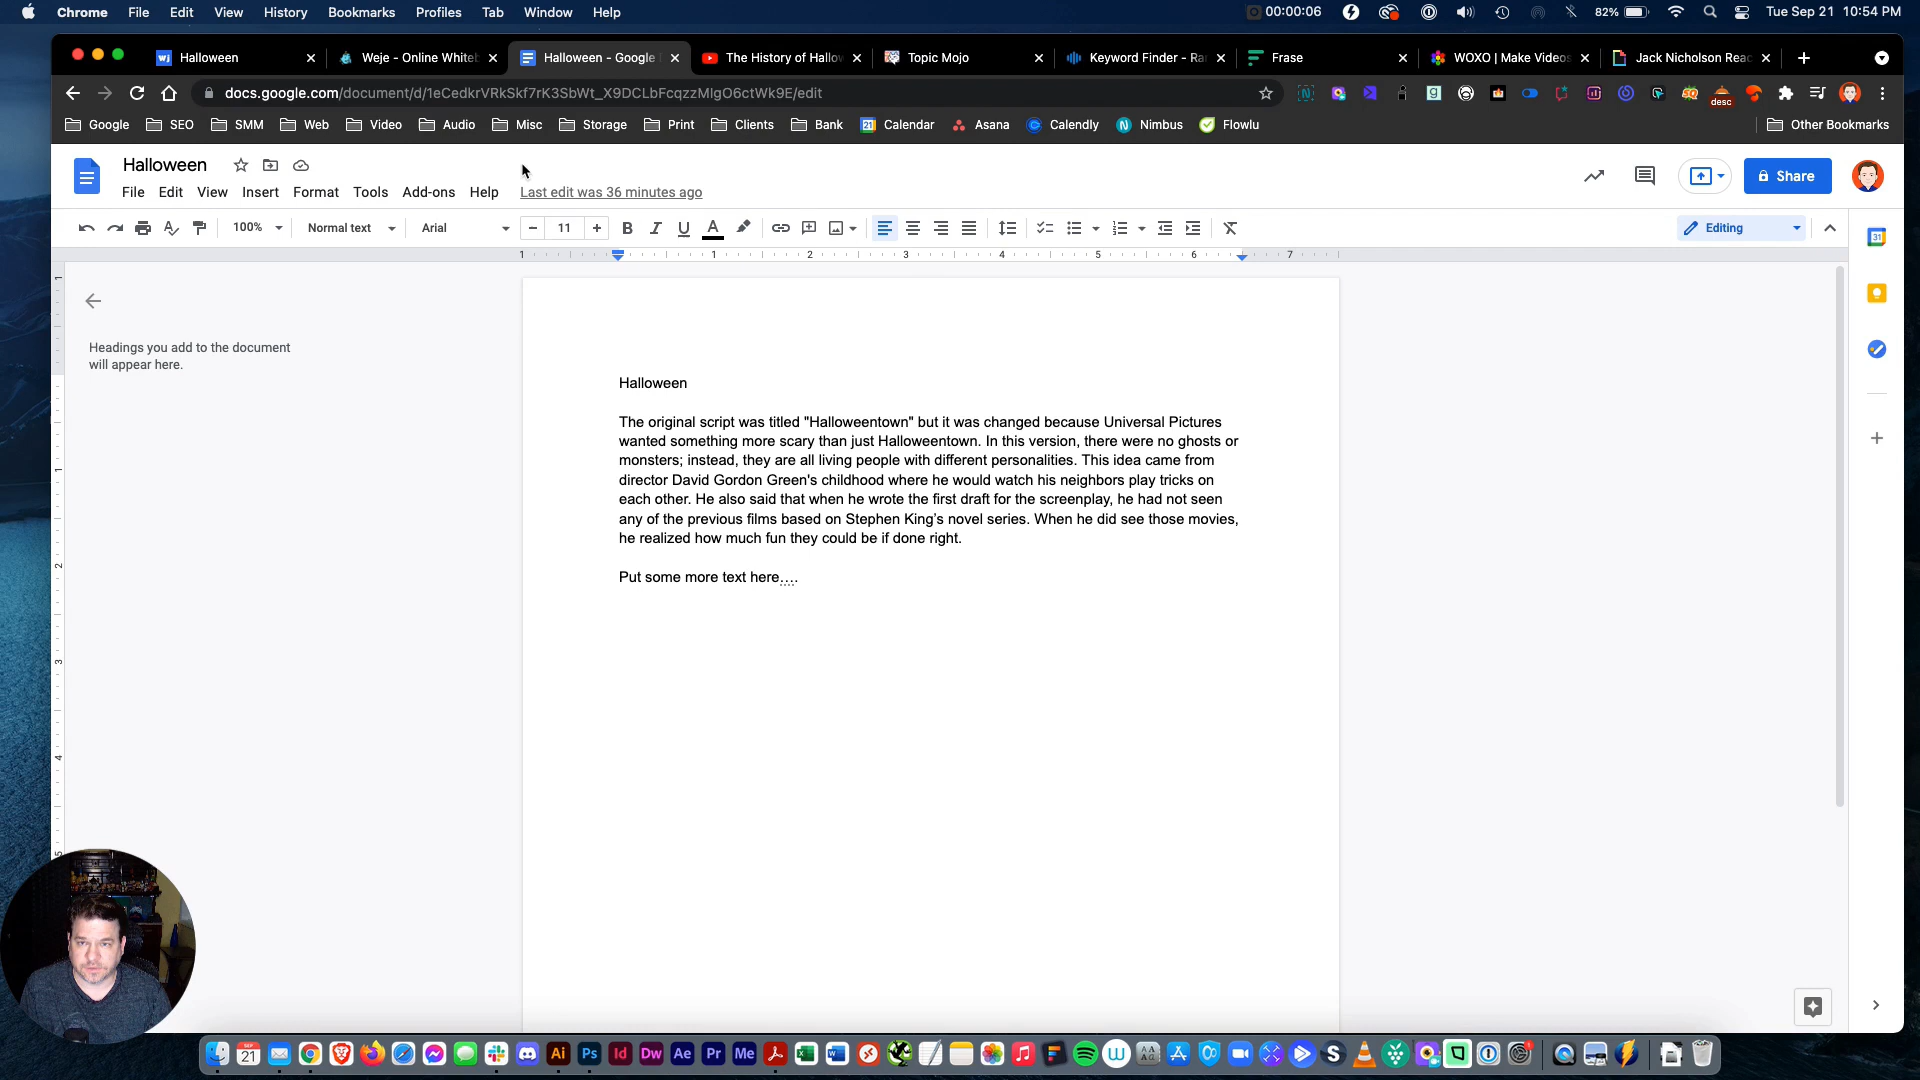 Chrome File Edit View History Bookmarks Profiles Tab Window Help 00:00:06 82% Tue Sep 21 10:54 PM
Halloween Weje - Online Whiteb Halloween - Google The History of Hallow Topic Mojo Keyword Finder - Ra Frase WOXO | Make Videos Jack Nicholson Reac
docs.google.com/document/d/1eCedkrVRkSkf7rK3SbWt_X9DCLbFcqzzMlgO6ctWk9E/edit
desc
Google SEO SMM Web Video Audio Misc Storage Print Clients Bank Calendar Asana Calendly Nimbus Flowlu Other Bookmarks
Halloween
File Edit View Insert Format Tools Add-ons Help Last edit was 36 minutes ago
Share
100% Normal text Arial 11 Editing
1 1 2 3 4 5 6 7
Headings you add to the document
will appear here.
Halloween
The original script was titled "Halloweentown" but it was changed because Universal Pictures
wanted something more scary than just Halloweentown. In this version, there were no ghosts or
monsters; instead, they are all living people with different personalities. This idea came from
director David Gordon Green's childhood where he would watch his neighbors play tricks on
each other. He also said that when he wrote the first draft for the screenplay, he had not seen
any of the previous films based on Stephen King's novel series. When he did see those movies,
he realized how much fun they could be if done right.
Put some more text here….